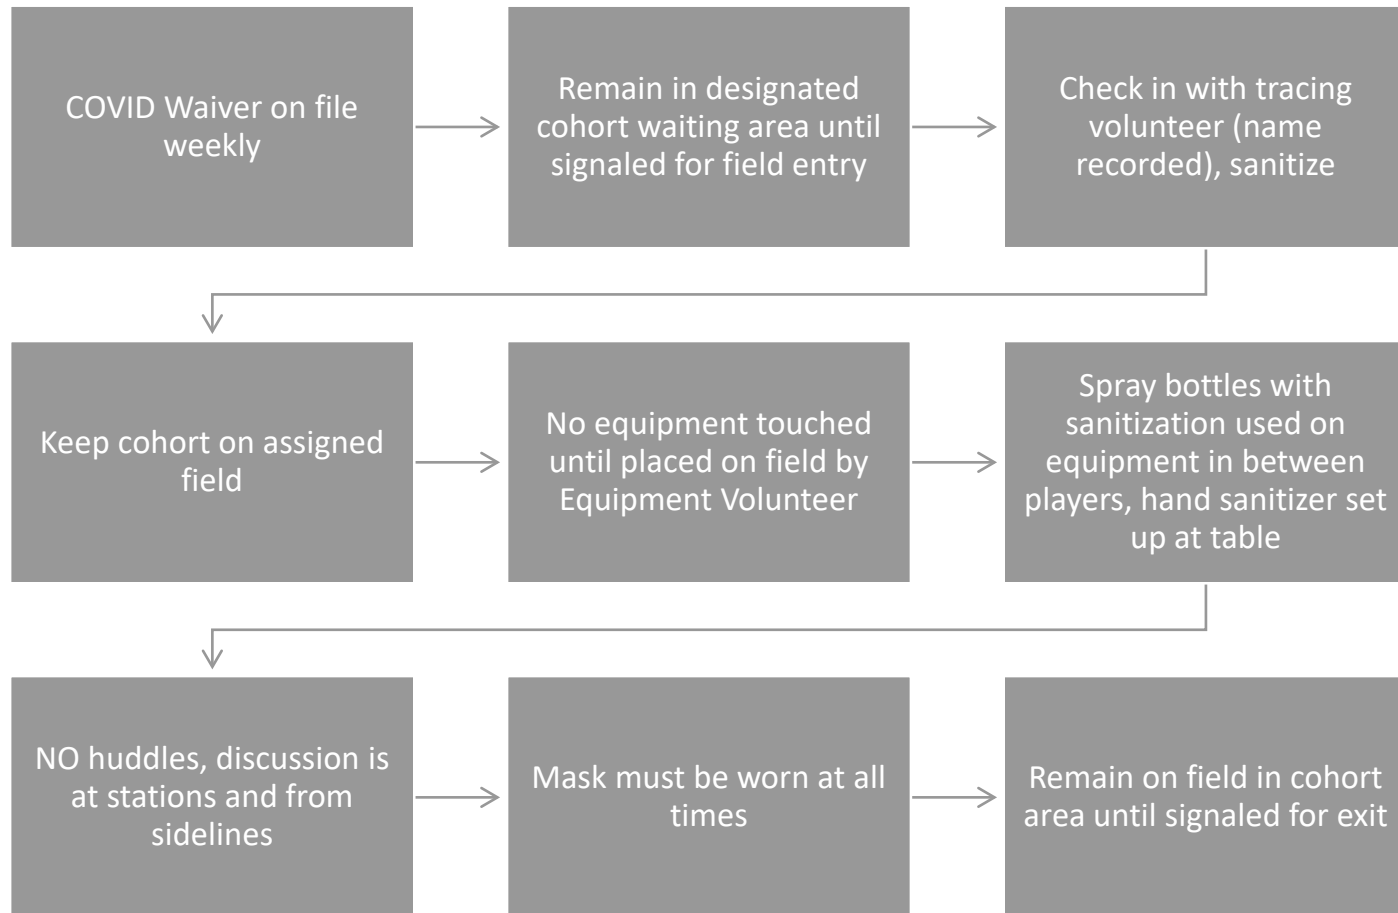 COVID Waiver on file
weekly
Remain in designated
cohort waiting area until
signaled for field entry
Check in with tracing
volunteer (name
recorded), sanitize
Keep cohort on assigned
field
No equipment touched
until placed on field by
Equipment Volunteer
Spray bottles with
sanitization used on
equipment in between
players, hand sanitizer set
up at table
NO huddles, discussion is
at stations and from
sidelines
Mask must be worn at all
times
Remain on field in cohort
area until signaled for exit